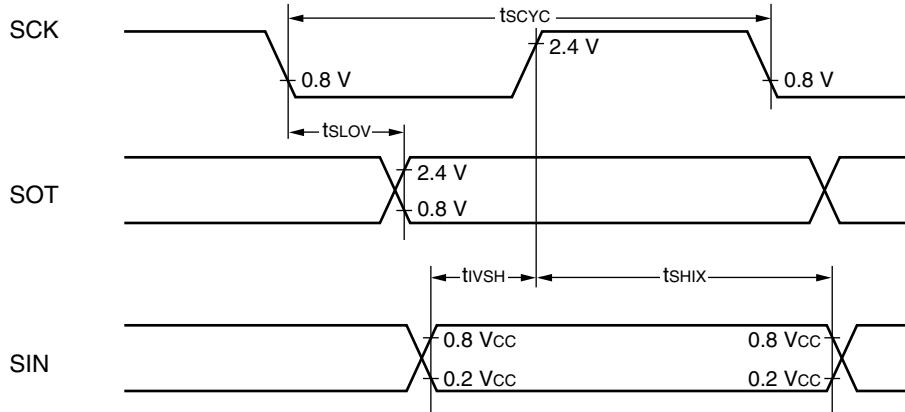 tSCYC
SCK
2.4 V
0.8 V
0.8 V
tSLOV
2.4 V
SOT
0.8 V
tIVSH
tSHIX
0.8 VCC
0.8 VCC
SIN
0.2 VCC
0.2 VCC